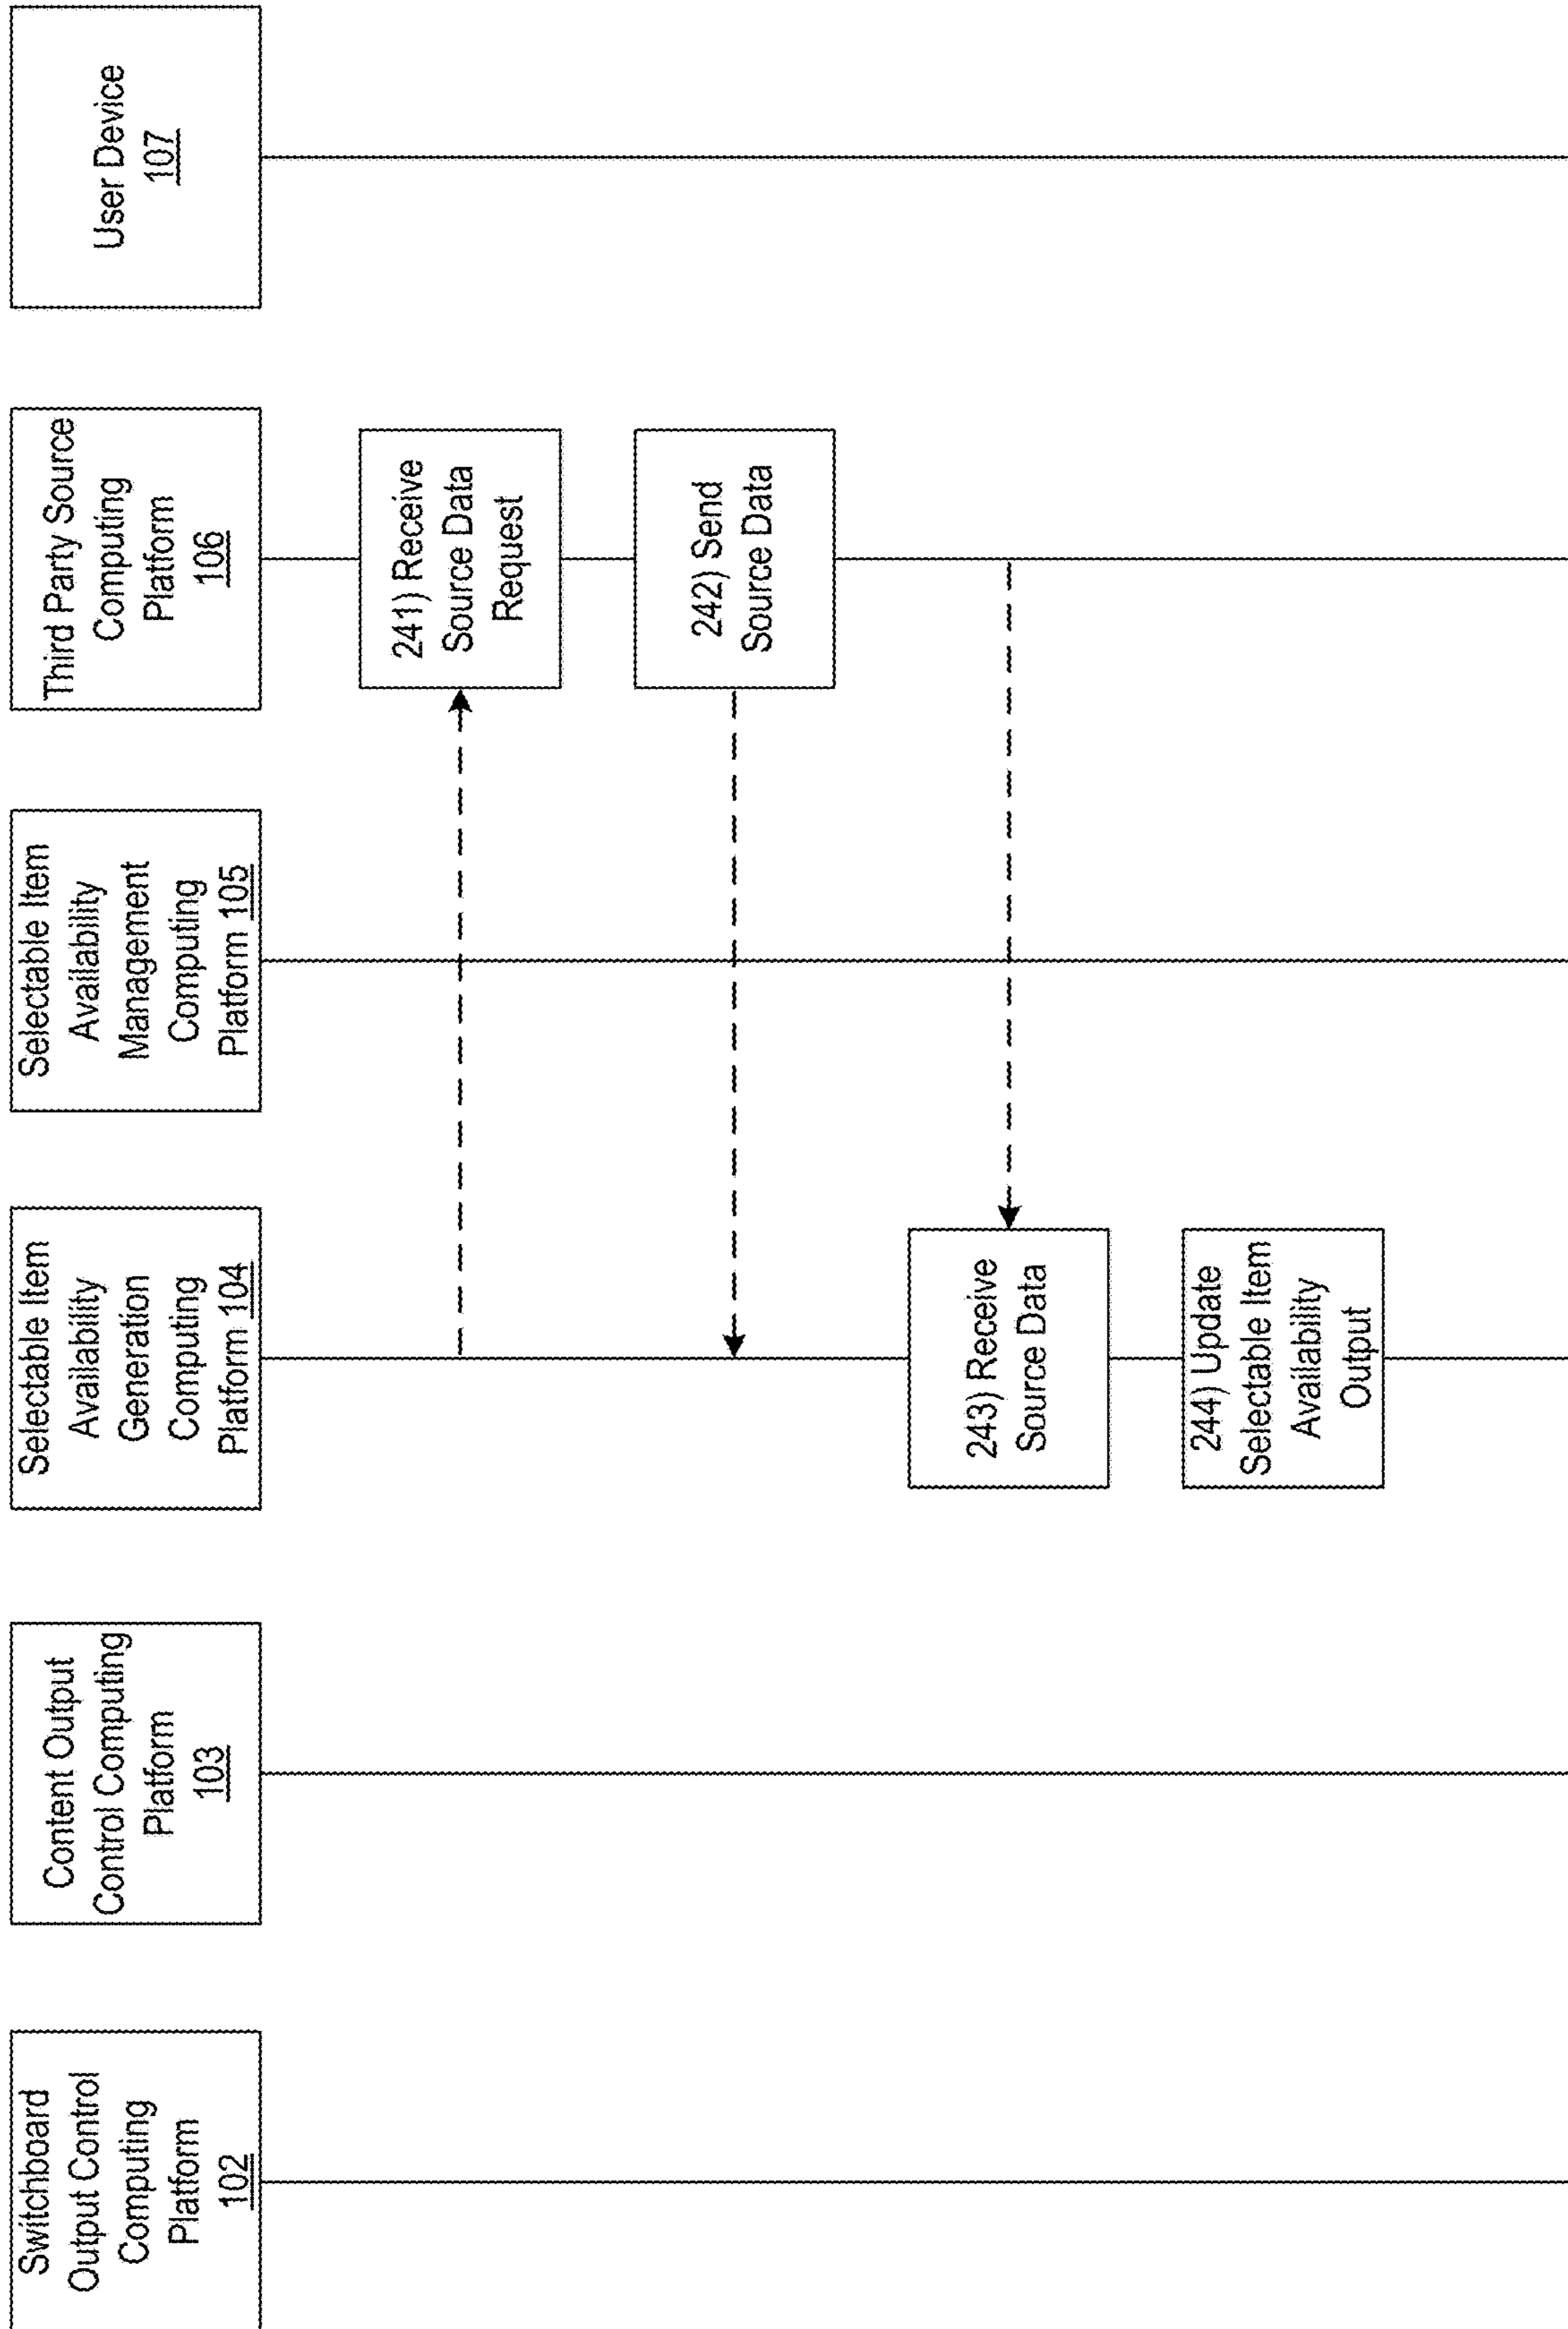 Switchboard
Output Control
Computing
Platform
102
Content Output
Control Computing
Platform
103
Selectable Item
Availability
Generation
Computing
Platform 104
Selectable Item
Availability
Management
Computing
Platform 105
Third Party Source
Computing
Platform
106
User Device
107
241) Receive
Source Data
Request
242) Send
Source Data
243) Receive
Source Data
244) Update
Selectable Item
Availability
Output